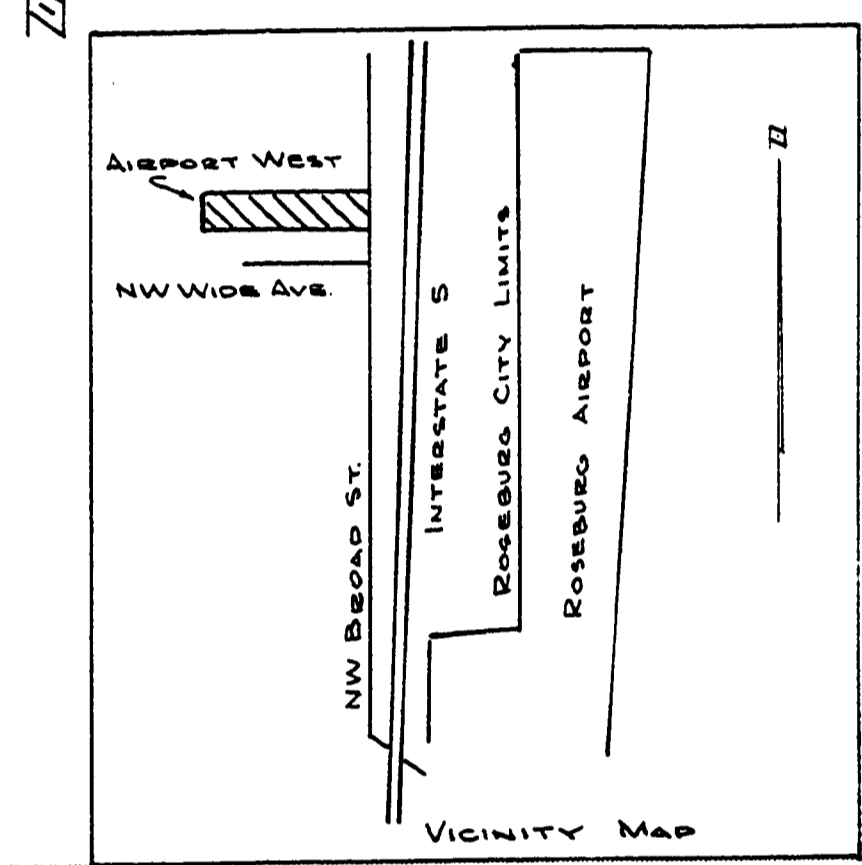 AIRPORT WEST
NW WIDE AVE.
NW BROAD ST.
INTERSTATE 5
ROSEBURG CITY LIMITS
ROSEBURG AIRPORT
N
VICINITY MAP